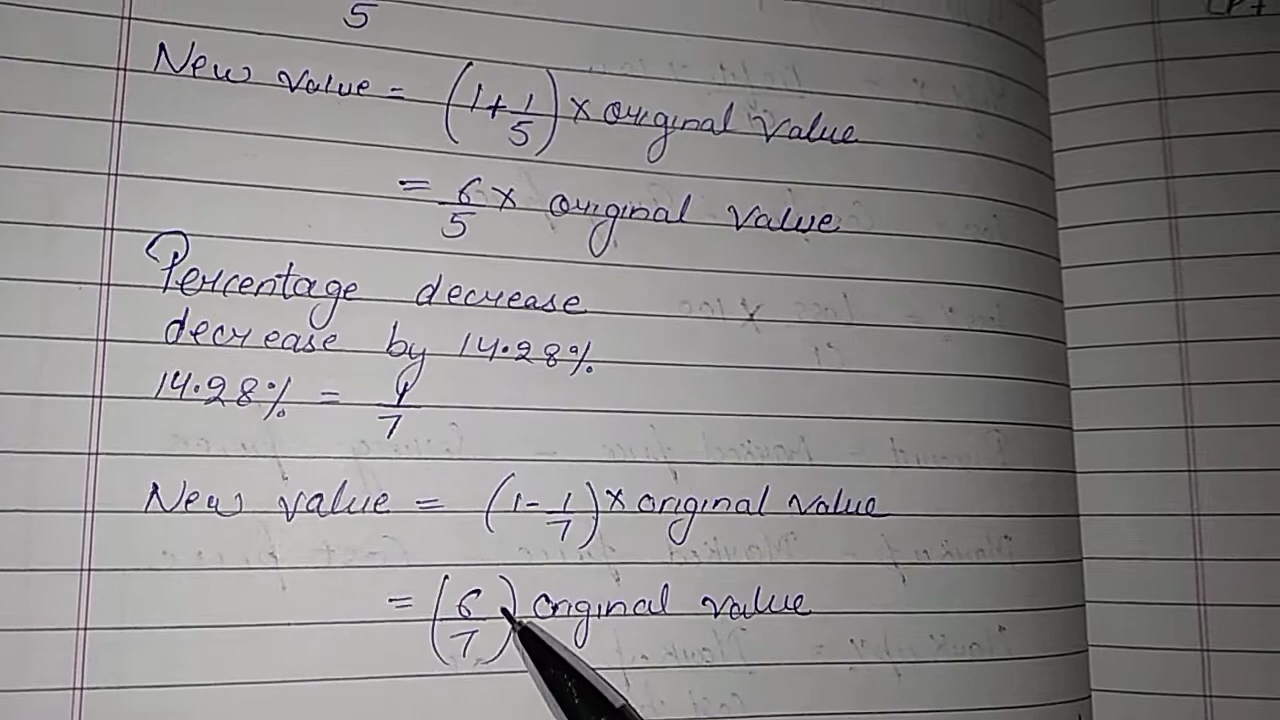 5
New Value = (1+1/5) × original Value
= 6/5 × original Value
Percentage decrease
decrease by 14.28%
14.28% = 1/7
New value = (1-1/7) × original value
= (6/7) original value